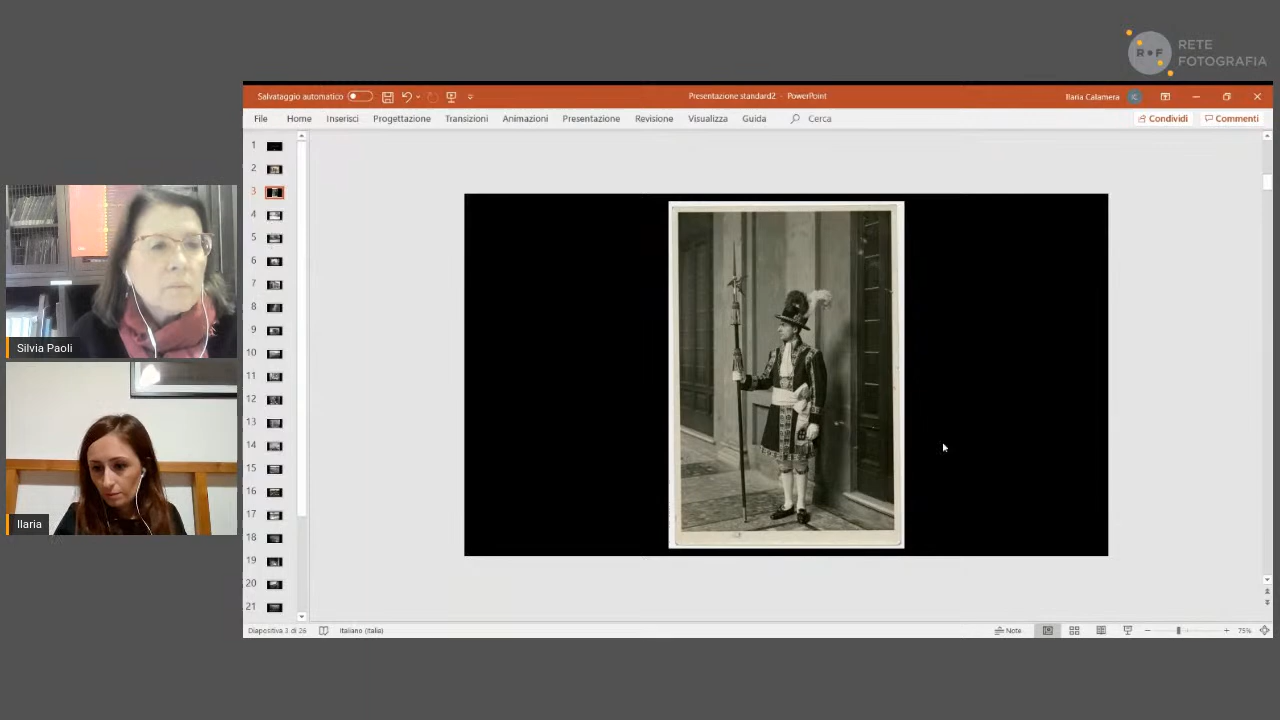 R F RETE
FOTOGRAFIA
Salvataggio automatico
Presentazione standard2 - PowerPoint
Ilaria Calamera
IC
File Home Inserisci Progettazione Transizioni Animazioni Presentazione Revisione Visualizza Guida Cerca
Condividi Commenti
1
2
3
4
5
6
7
8
9
10
11
12
13
14
15
16
17
18
19
20
21
Silvia Paoli
Ilaria
Diapositiva 3 di 26 Italiano (Italia) Note 75%